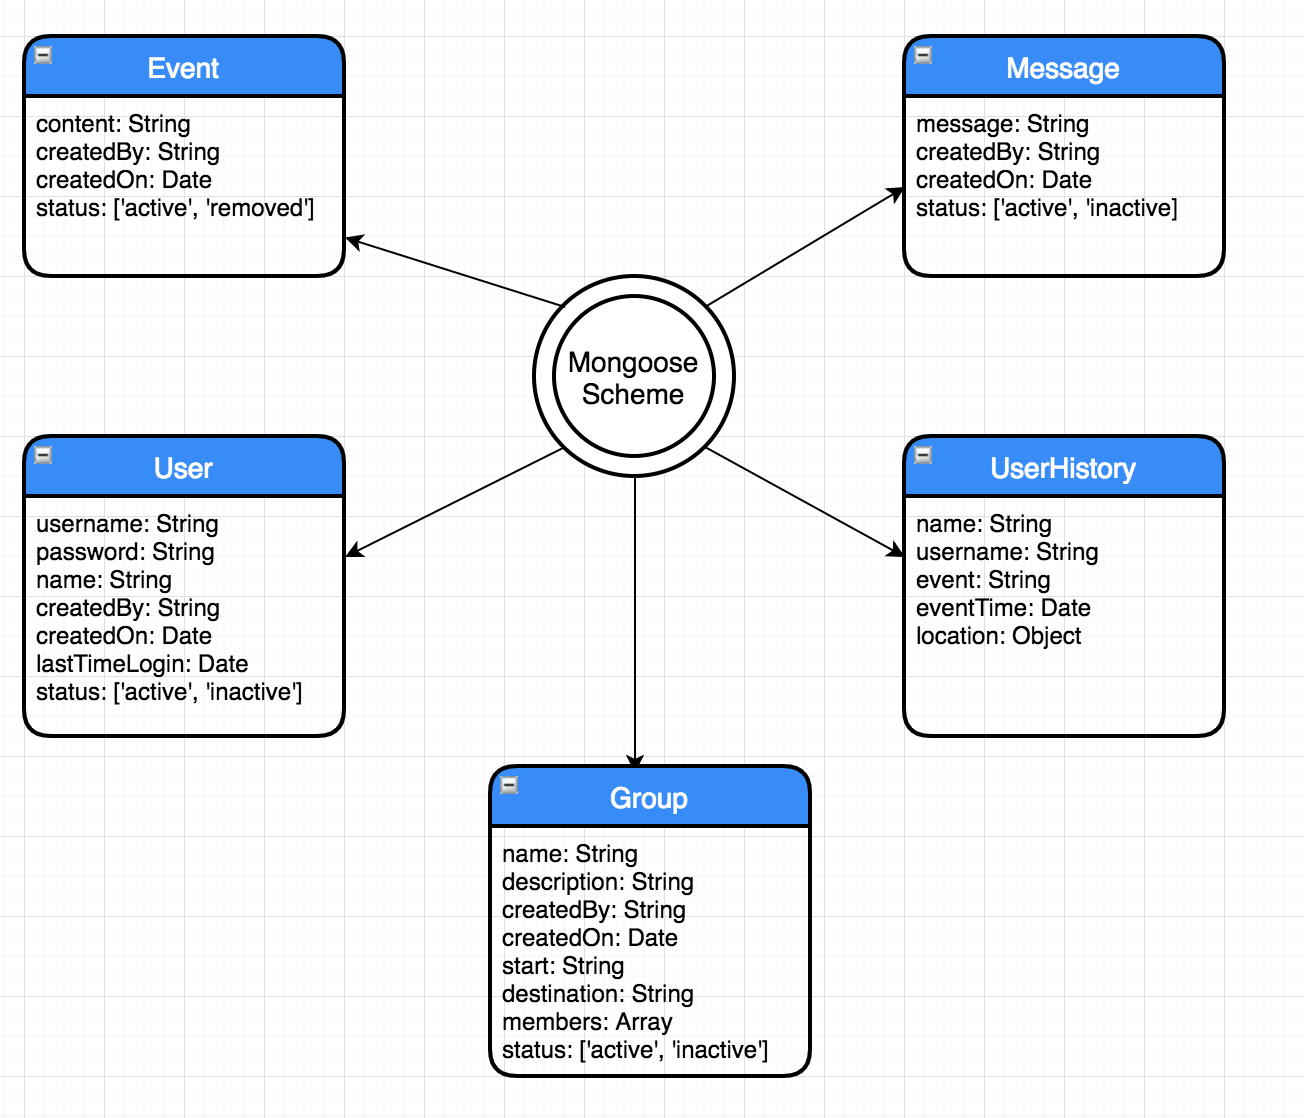 Event
content: String
createdBy: String
createdOn: Date
status: ['active', 'removed']
Message
message: String
createdBy: String
createdOn: Date
status: ['active', 'inactive]
Mongoose
Scheme
User
username: String
password: String
name: String
createdBy: String
createdOn: Date
lastTimeLogin: Date
status: ['active', 'inactive']
UserHistory
name: String
username: String
event: String
eventTime: Date
location: Object
Group
name: String
description: String
createdBy: String
createdOn: Date
start: String
destination: String
members: Array
status: ['active', 'inactive']